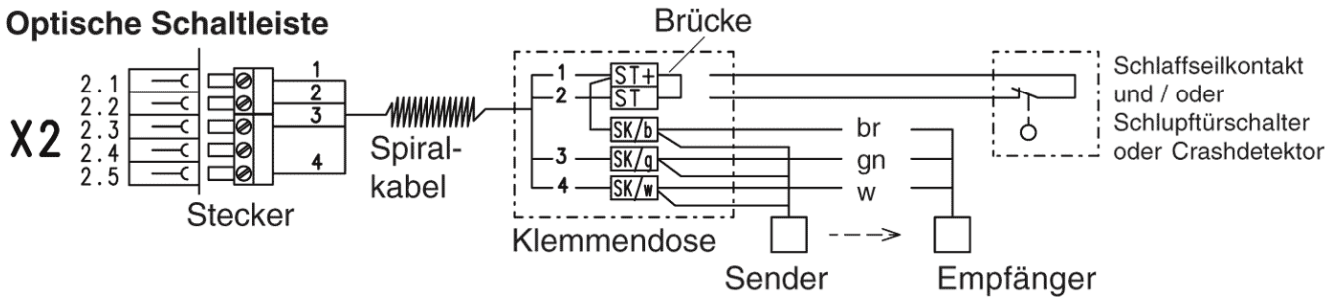 Optische Schaltleiste
Brücke
X2
2.1
2.2
2.3
2.4
2.5
1
2
3
4
Stecker
Spiral-
kabel
1
2
3
4
ST+
ST
SK/b
SK/g
SK/w
Klemmendose
br
gn
w
Sender
Empfänger
Schlaffseilkontakt
und / oder
Schlupftürschalter
oder Crashdetektor